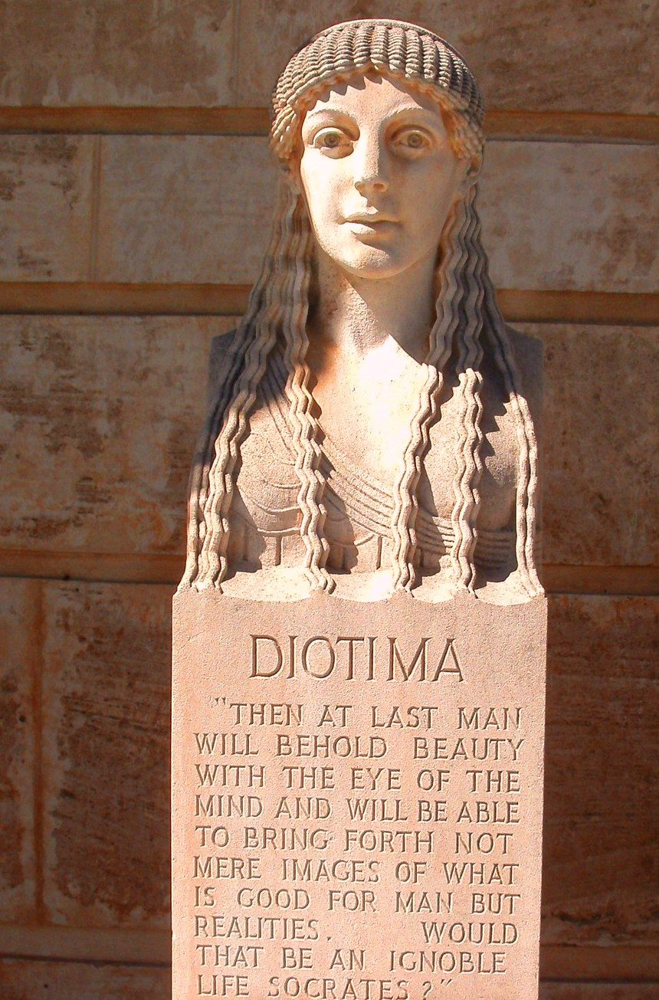 DIOTIMA
"THEN AT LAST MAN
WILL BEHOLD BEAUTY
WITH THE EYE OF THE
MIND AND WILL BE ABLE
TO BRING FORTH NOT
MERE IMAGES OF WHAT
IS GOOD FOR MAN BUT
REALITIES. WOULD
THAT BE AN IGNOBLE
LIFE SOCRATES?"